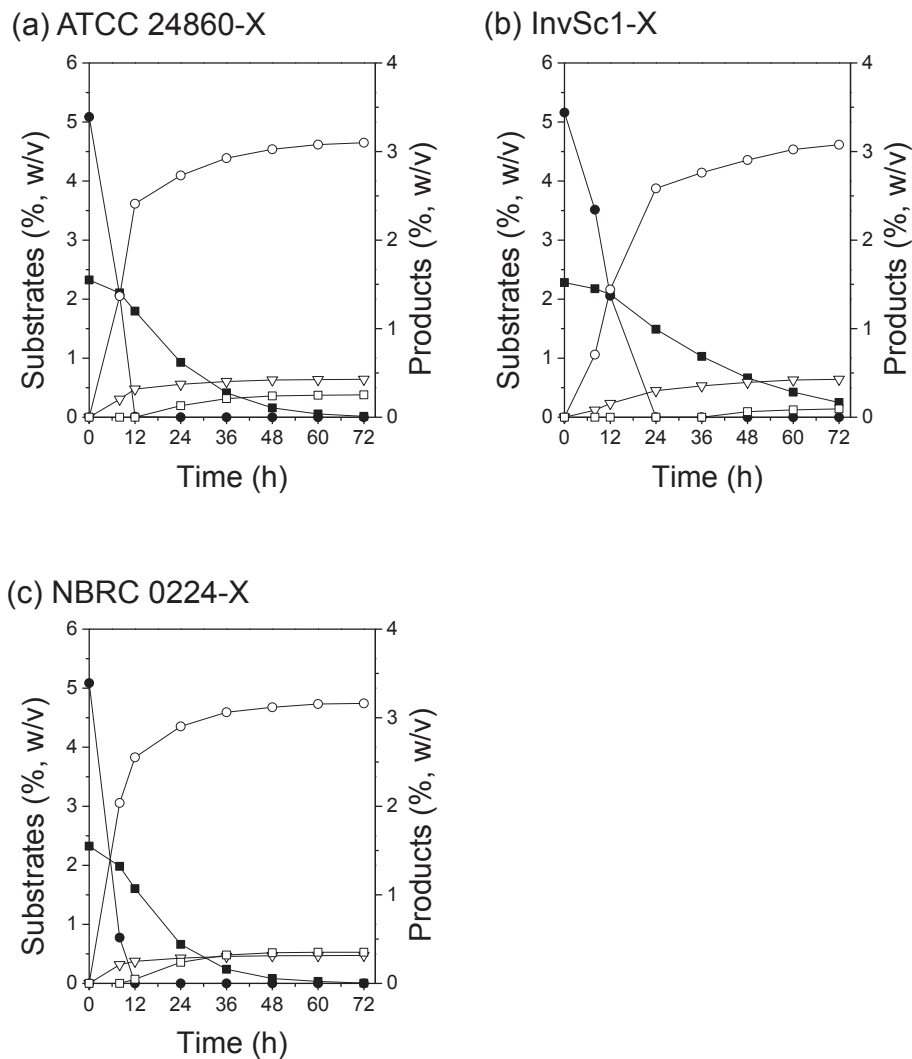 (a) ATCC 24860-X
6
5
4
3
2
1
0
Substrates (%, w/v)
4
3
2
1
0
Products (%, w/v)
0 12 24 36 48 60 72
Time (h)
(b) InvSc1-X
6
5
4
3
2
1
0
Substrates (%, w/v)
4
3
2
1
0
Products (%, w/v)
0 12 24 36 48 60 72
Time (h)
(c) NBRC 0224-X
6
5
4
3
2
1
0
Substrates (%, w/v)
4
3
2
1
0
Products (%, w/v)
0 12 24 36 48 60 72
Time (h)